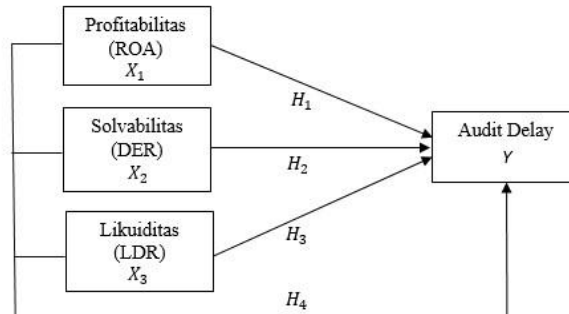 Profitabilitas
(ROA)
X₁
H₁
Solvabilitas
(DER)
X₂
H₂
Audit Delay
Y
Likuiditas
(LDR)
X₃
H₃
H₄